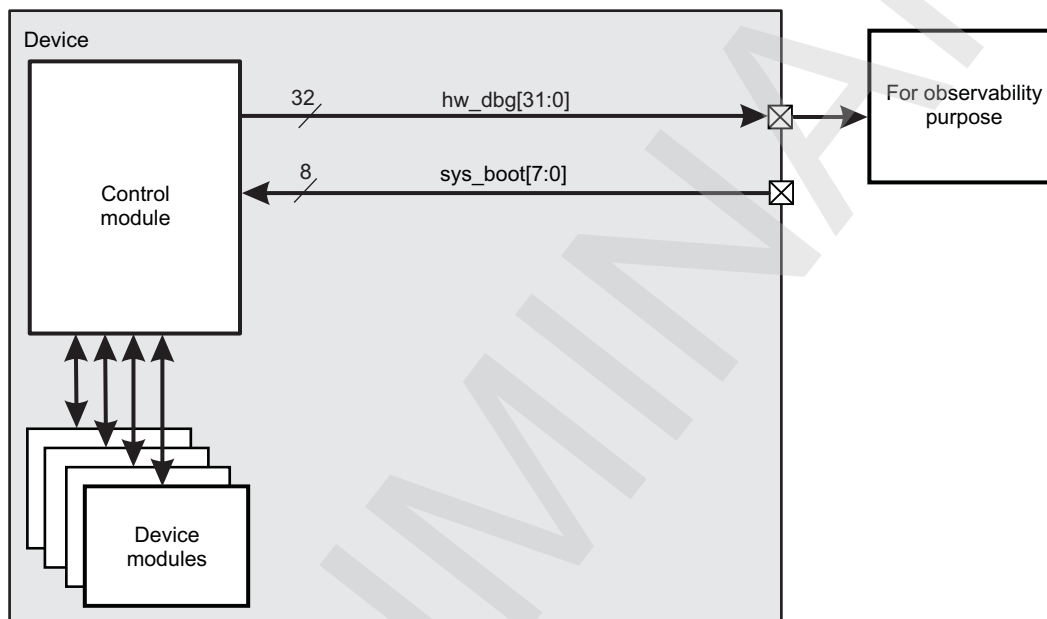 Device
32
hw_dbg[31:0]
For observability
purpose
8
sys_boot[7:0]
Control
module
Device
modules